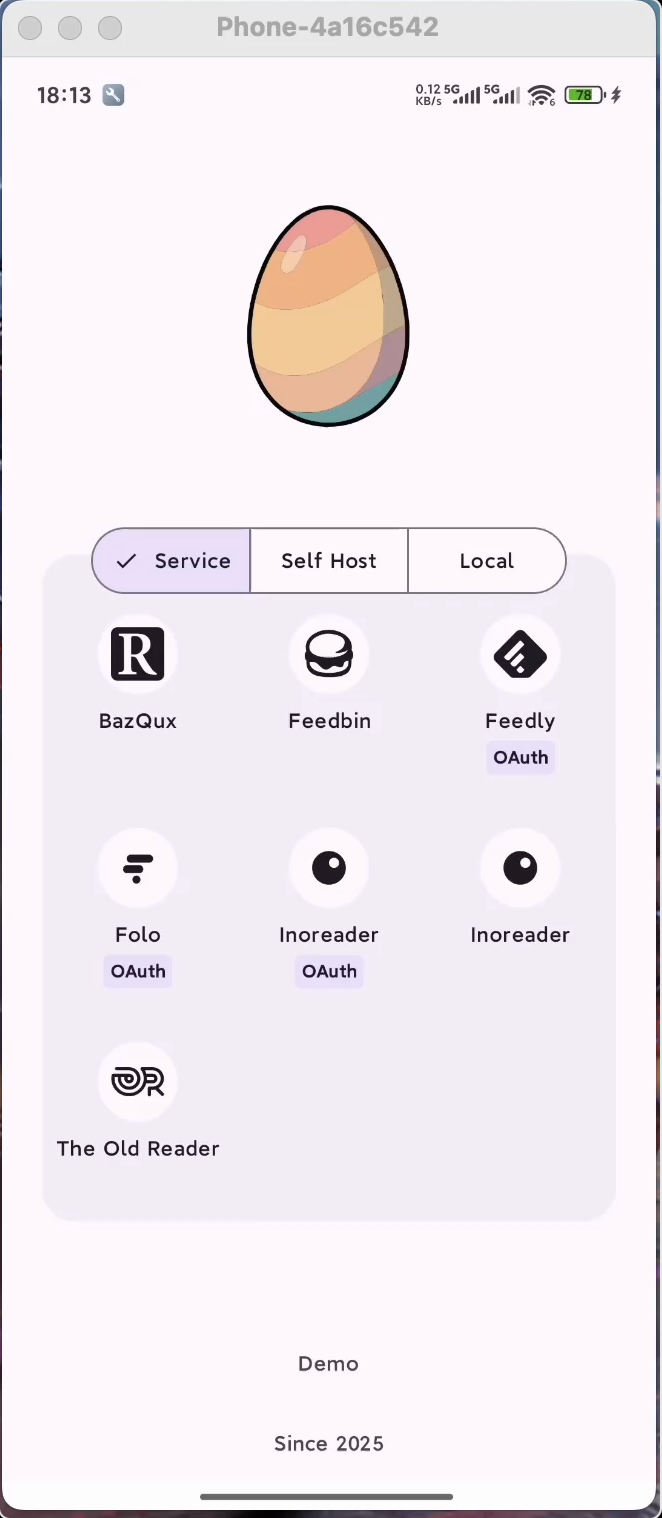 Phone-4a16c542
18:13
0.12 KB/s 5G 5G 6 78
Service Self Host Local
R
BazQux Feedbin Feedly
OAuth
Folo Inoreader Inoreader
OAuth OAuth
The Old Reader
Demo
Since 2025